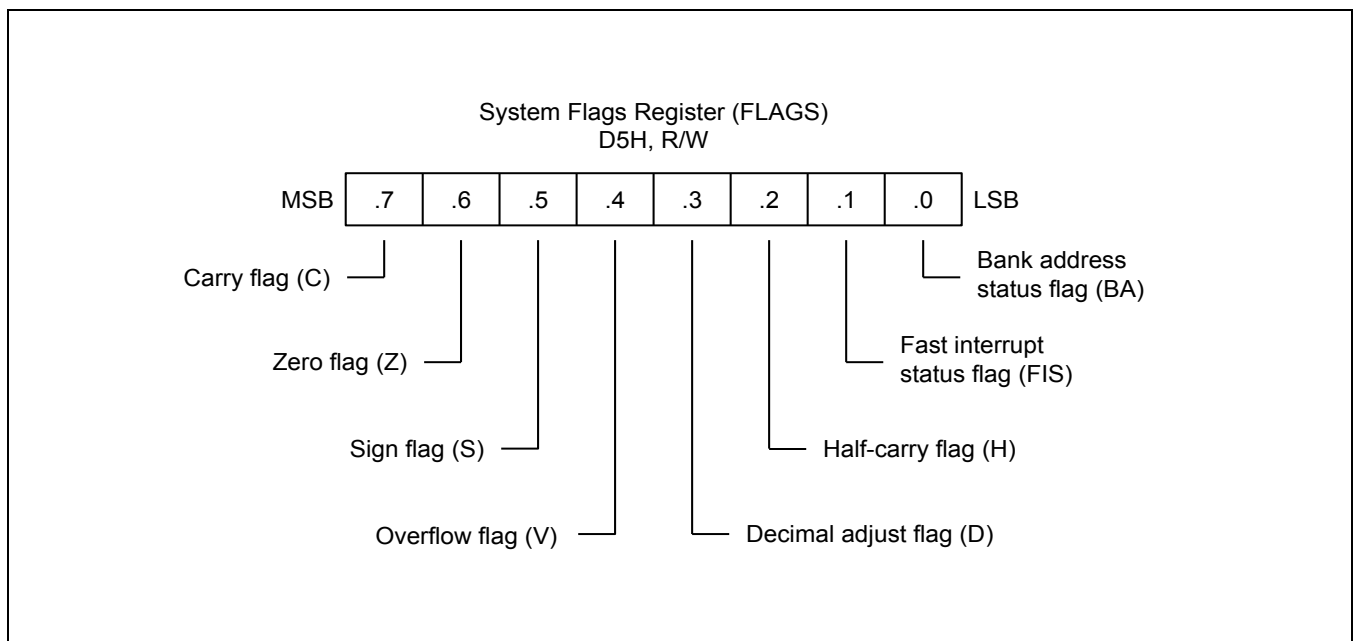 System Flags Register (FLAGS)
D5H, R/W
MSB .7 .6 .5 .4 .3 .2 .1 .0 LSB
Carry flag (C)
Bank address
status flag (BA)
Zero flag (Z)
Fast interrupt
status flag (FIS)
Sign flag (S)
Half-carry flag (H)
Overflow flag (V)
Decimal adjust flag (D)